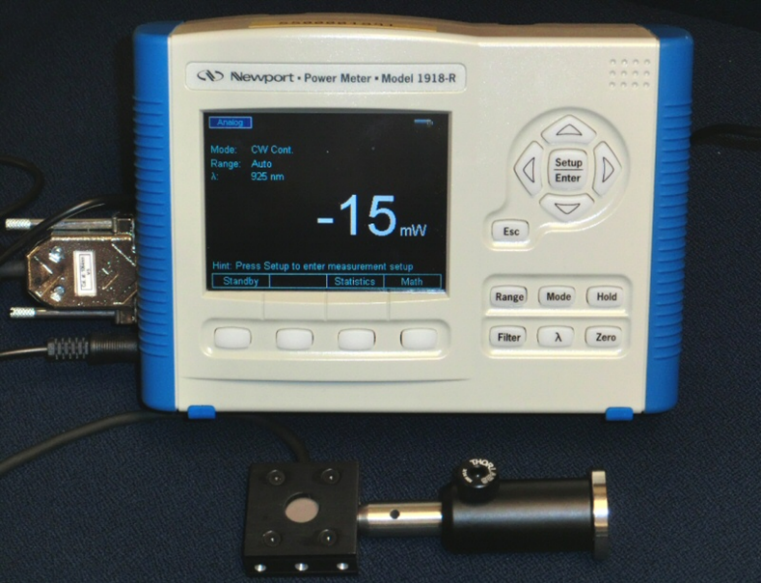 Newport • Power Meter • Model 1918-R
Analog
Mode: CW Cont.
Range: Auto
λ: 925 nm
-15 mW
Hint: Press Setup to enter measurement setup
Standby Statistics Math
Setup
Enter
Esc
Range Mode Hold
Filter λ Zero